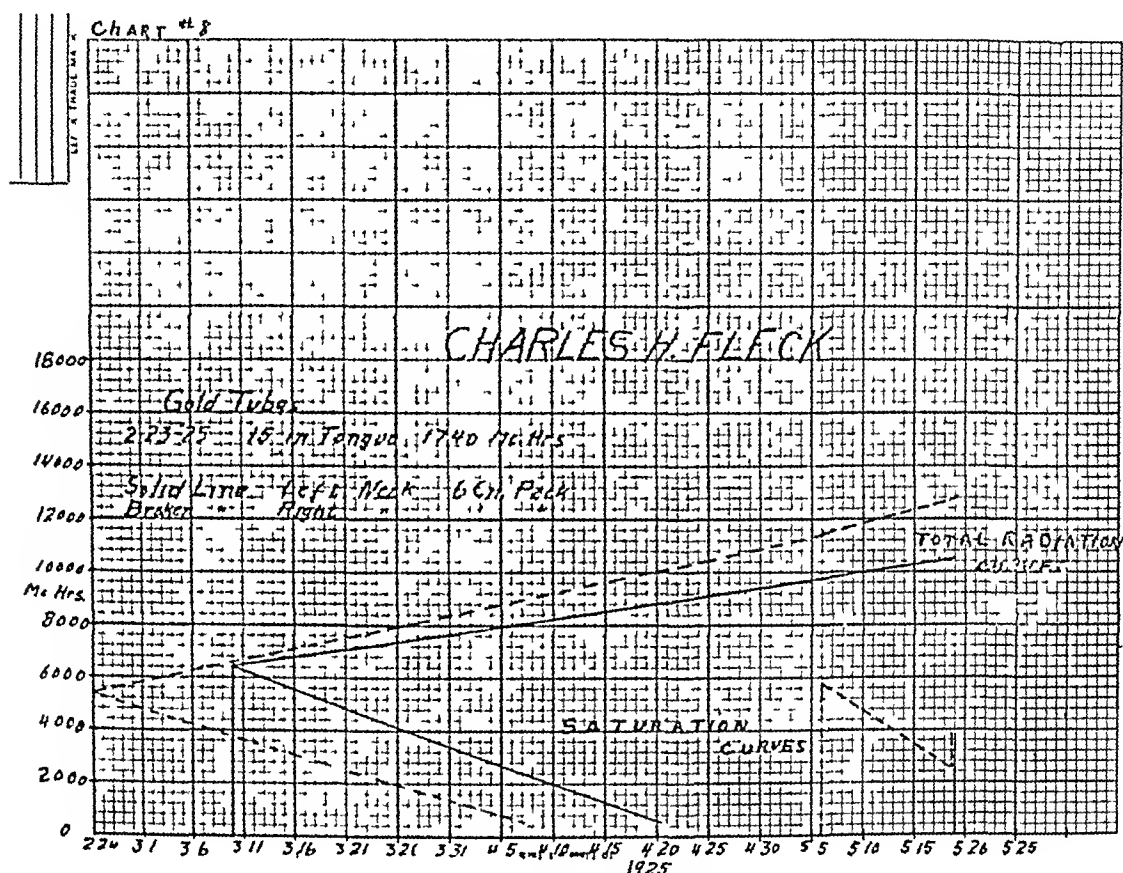 CHART #8
CHARLES H. FLECK
18000
16000
Gold Tubes
2-23-25 15 in Tongue, 1740 Mc Hrs
14000
Solid Line - Left Neck 6 Cm Pack
Broken " Right " " "
12000
TOTAL RADIATION
CURVES
10000
Mc Hrs.
8000
6000
4000
SATURATION
CURVES
2000
0
2 24 3 1 3 6 3 11 3 16 3 21 3 26 3 31 4 5 4 10 4 15 4 20 4 25 4 30 5 5 5 10 5 15 5 20 5 25
1925